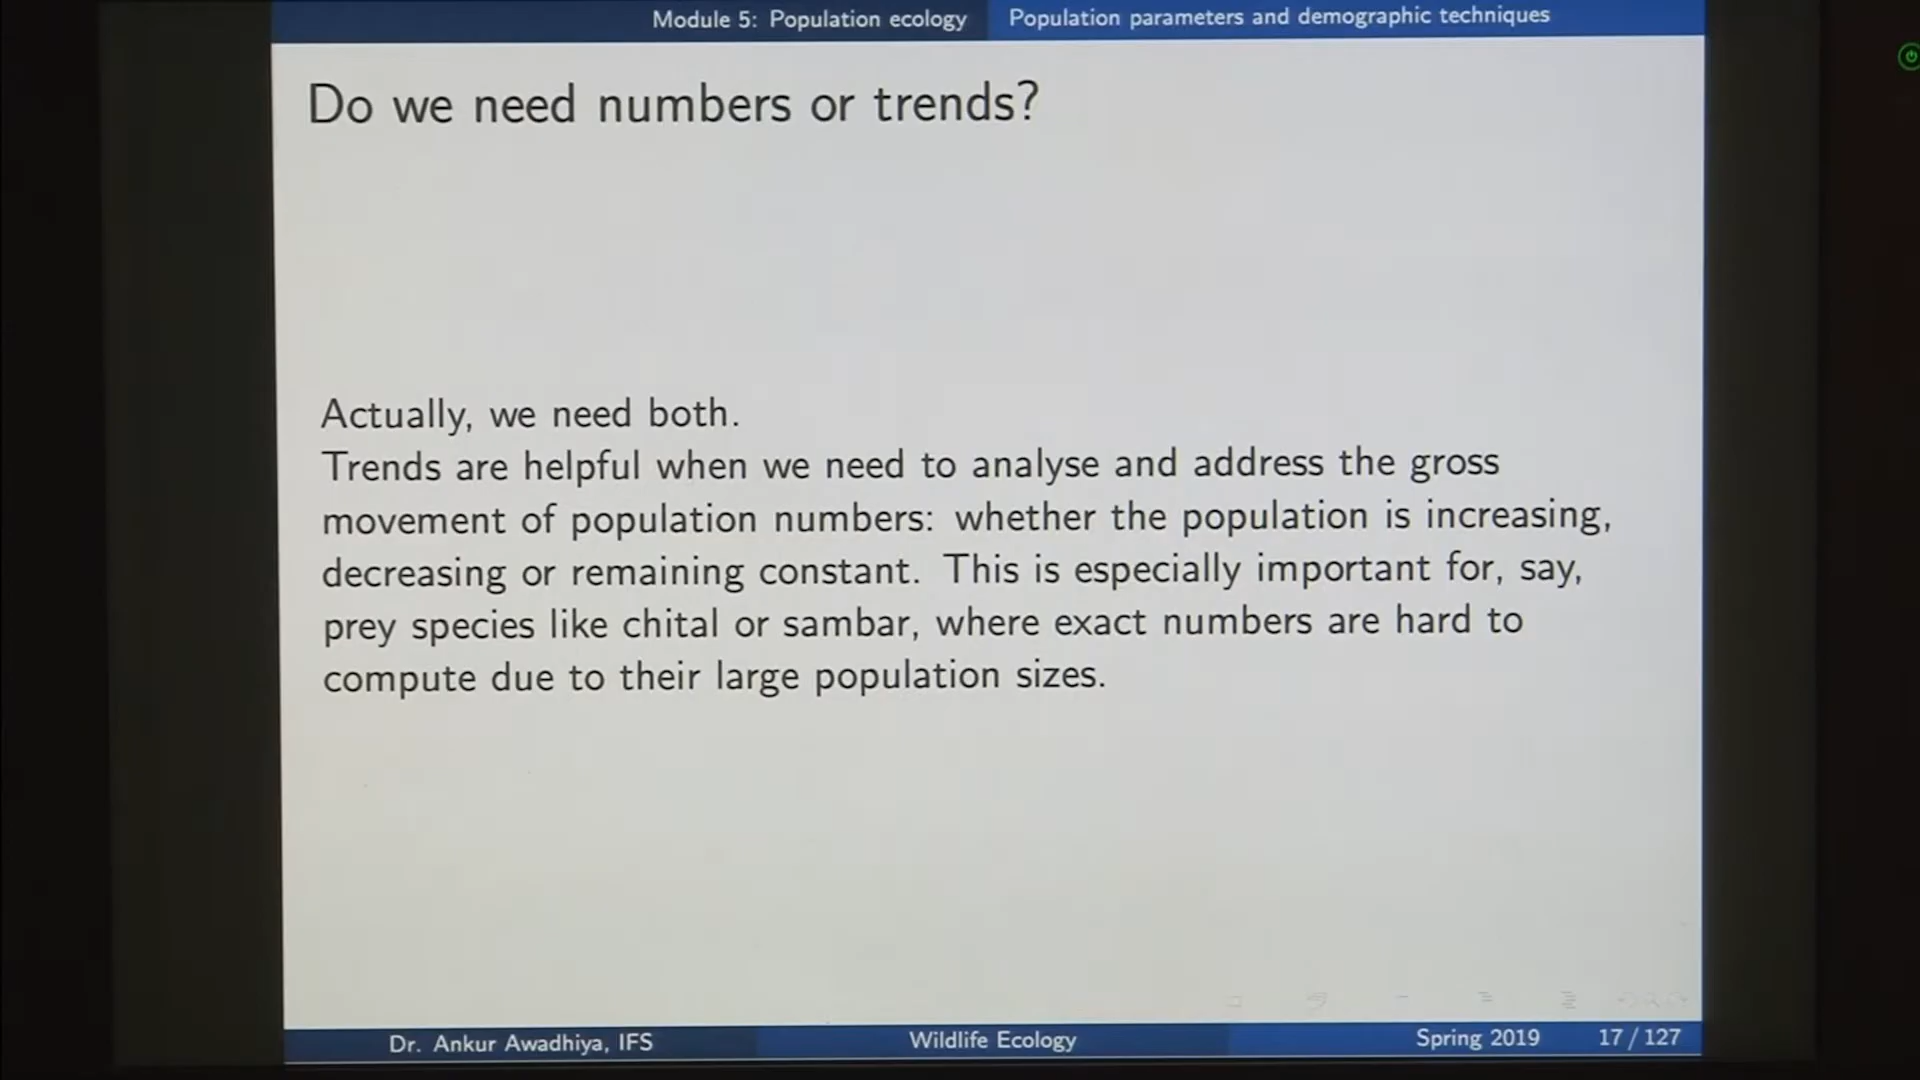 Module 5: Population ecology Population parameters and demographic techniques
Do we need numbers or trends?
Actually, we need both.
Trends are helpful when we need to analyse and address the gross
movement of population numbers: whether the population is increasing,
decreasing or remaining constant. This is especially important for, say,
prey species like chital or sambar, where exact numbers are hard to
compute due to their large population sizes.
Dr. Ankur Awadhiya, IFS Wildlife Ecology Spring 2019 17 / 127